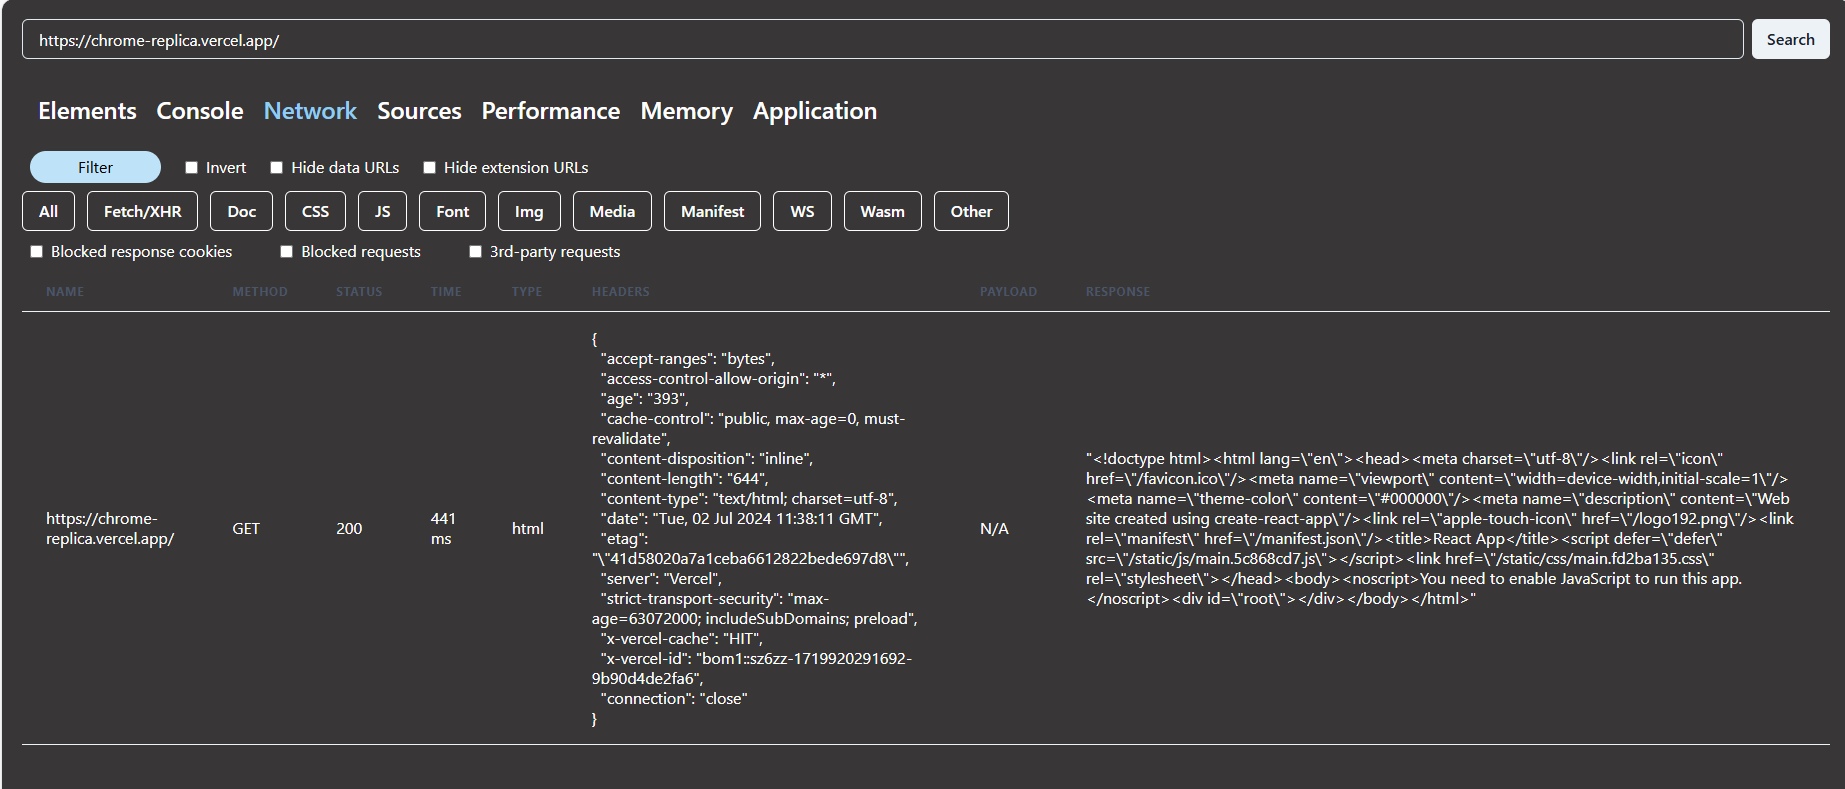 https://chrome-replica.vercel.app/
Search
Elements Console Network Sources Performance Memory Application
Filter Invert Hide data URLs Hide extension URLs
All Fetch/XHR Doc CSS JS Font Img Media Manifest WS Wasm Other
Blocked response cookies Blocked requests 3rd-party requests
NAME METHOD STATUS TIME TYPE HEADERS PAYLOAD RESPONSE
https://chrome-
replica.vercel.app/
GET
200
441
ms
html
{
"accept-ranges": "bytes",
"access-control-allow-origin": "*",
"age": "393",
"cache-control": "public, max-age=0, must-
revalidate",
"content-disposition": "inline",
"content-length": "644",
"content-type": "text/html; charset=utf-8",
"date": "Tue, 02 Jul 2024 11:38:11 GMT",
"etag":
"\"41d58020a7a1ceba6612822bede697d8\"",
"server": "Vercel",
"strict-transport-security": "max-
age=63072000; includeSubDomains; preload",
"x-vercel-cache": "HIT",
"x-vercel-id": "bom1::sz6zz-1719920291692-
9b90d4de2fa6",
"connection": "close"
}
N/A
"<!doctype html><html lang=\"en\"><head><meta charset=\"utf-8\"/><link rel=\"icon\"
href=\"/favicon.ico\"/><meta name=\"viewport\" content=\"width=device-width,initial-scale=1\"/>
<meta name=\"theme-color\" content=\"#000000\"/><meta name=\"description\" content=\"Web
site created using create-react-app\"/><link rel=\"apple-touch-icon\" href=\"/logo192.png\"/><link
rel=\"manifest\" href=\"/manifest.json\"/><title>React App</title><script defer=\"defer\"
src=\"/static/js/main.5c868cd7.js\"></script><link href=\"/static/css/main.fd2ba135.css\"
rel=\"stylesheet\"></head><body><noscript>You need to enable JavaScript to run this app.
</noscript><div id=\"root\"></div></body></html>"